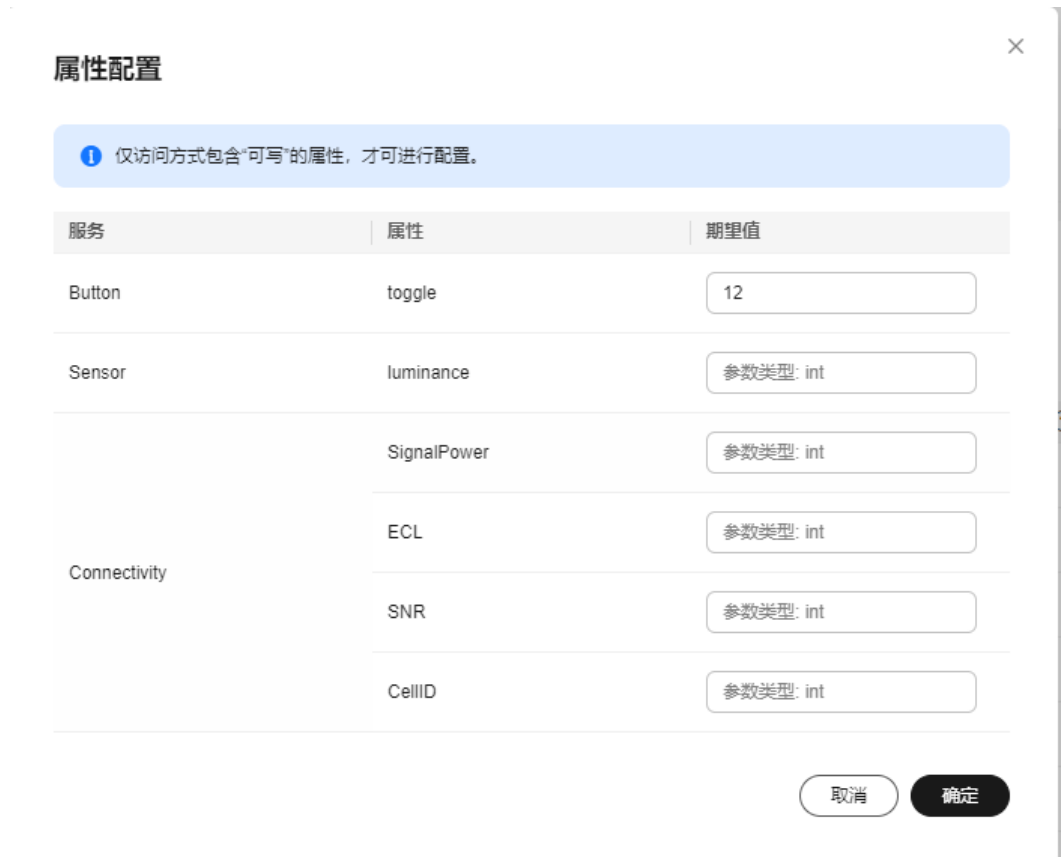 属性配置
仅访问方式包含“可写”的属性，才可进行配置。
服务 属性 期望值
Button toggle 12
Sensor luminance 参数类型: int
SignalPower 参数类型: int
ECL 参数类型: int
Connectivity
SNR 参数类型: int
CellID 参数类型: int
取消 确定